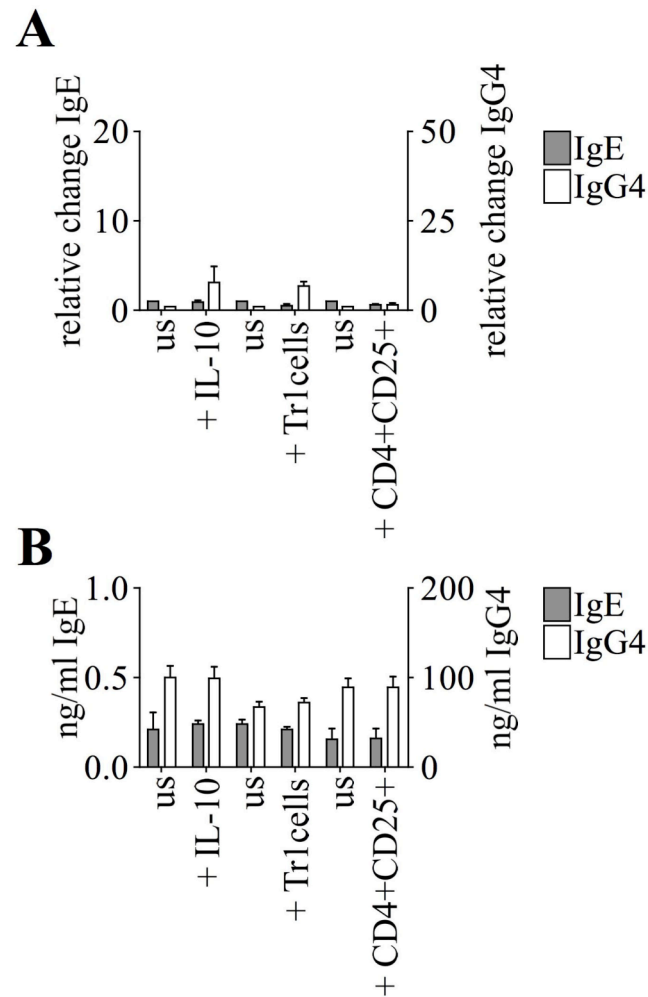 A
relative change IgE
20
10
0
relative change IgG4
50
25
0
IgE
IgG4
us
+ IL-10
us
+ Tr1cells
us
+ CD4+CD25+
B
ng/ml IgE
1.0
0.5
0.0
ng/ml IgG4
200
100
0
IgE
IgG4
us
+ IL-10
us
+ Tr1cells
us
+ CD4+CD25+